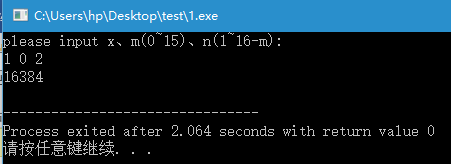 C:\Users\hp\Desktop\test\1.exe
please input x、m(0~15)、n(1~16-m):
1 0 2
16384
--------------------------------
Process exited after 2.064 seconds with return value 0
请按任意键继续. . .